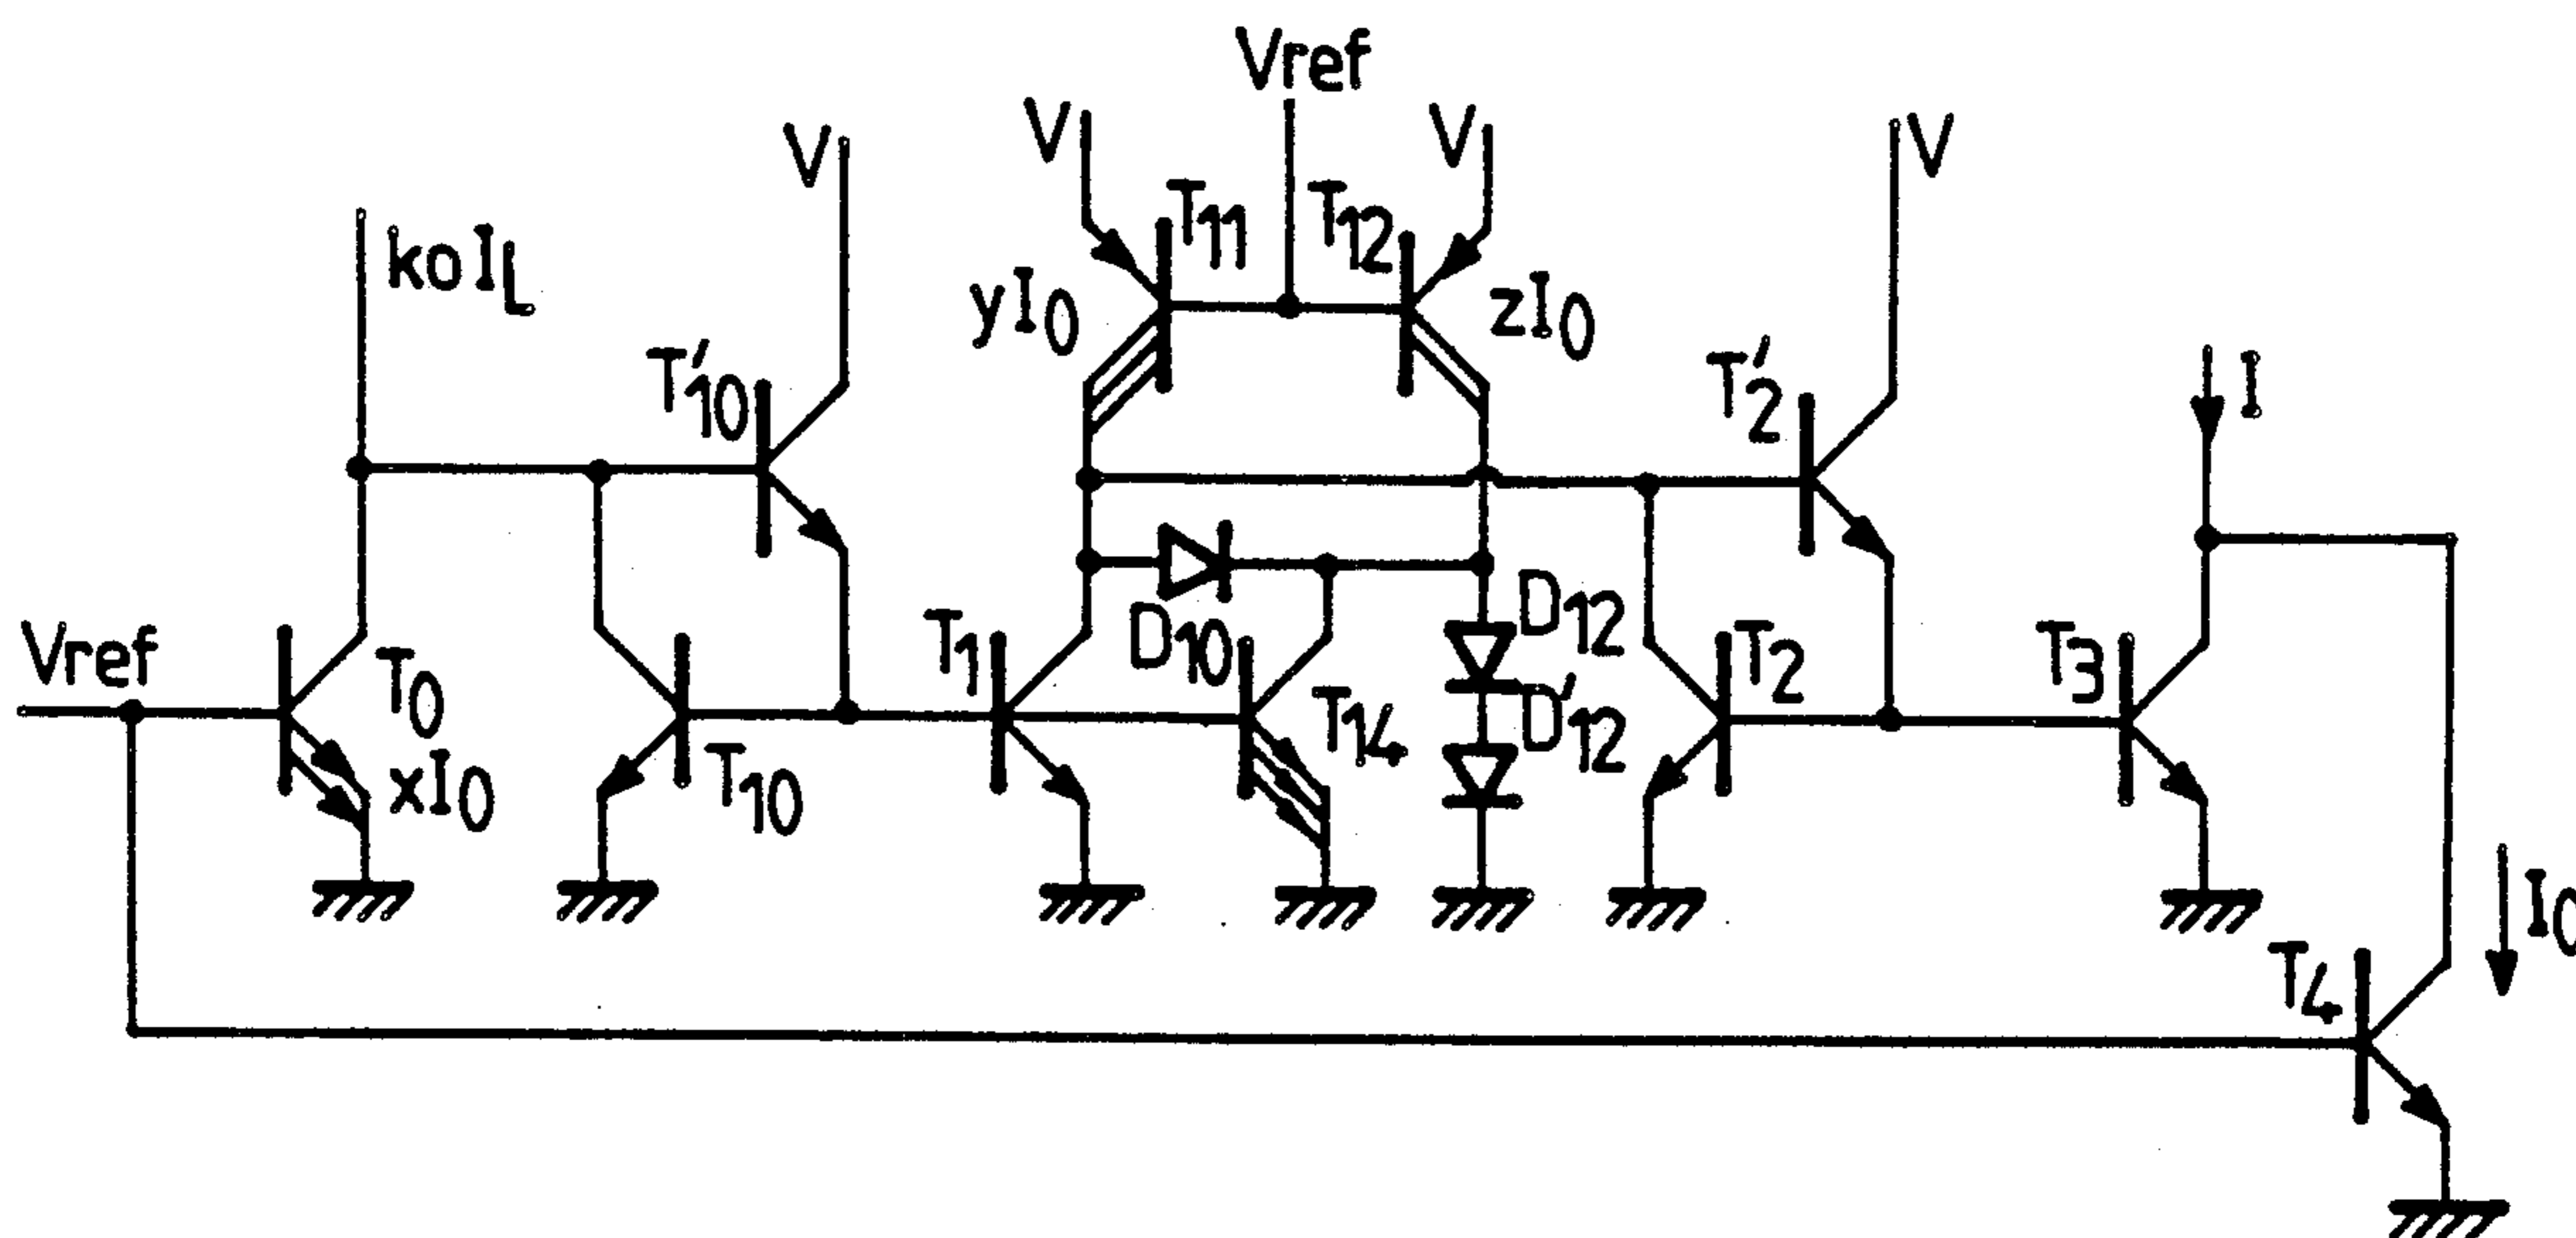 Vref
V
V
V
V
T11
T12
koIL
yI0
zI0
T'10
T'2
I
Vref
T0
xI0
T10
T1
D10
T14
D12
D'12
T2
T3
T4
I0